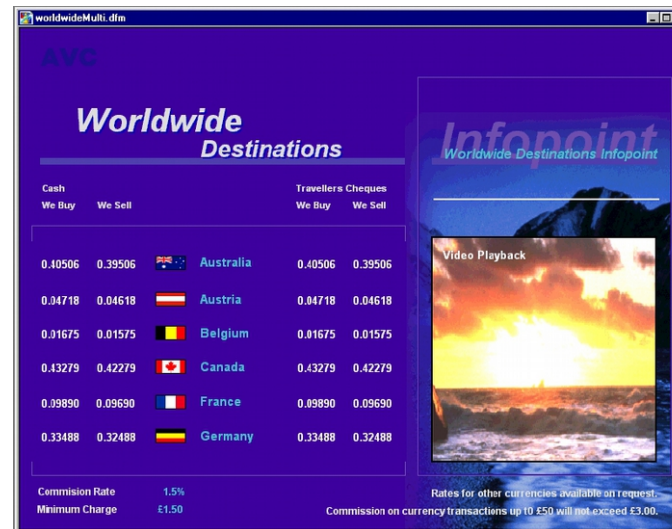 worldwideMulti.dfm
AVC
Worldwide
Destinations
Infopoint
Worldwide Destinations Infopoint
Cash Travellers Cheques
We Buy We Sell We Buy We Sell
Video Playback
0.40506 0.39506 Australia 0.40506 0.39506
0.04718 0.04618 Austria 0.04718 0.04618
0.01675 0.01575 Belgium 0.01675 0.01575
0.43279 0.42279 Canada 0.43279 0.42279
0.09890 0.09690 France 0.09890 0.09690
0.33488 0.32488 Germany 0.33488 0.32488
Commision Rate 1.5%
Rates for other currencies available on request.
Minimum Charge £1.50
Commission on currency transactions up to £50 will not exceed £3.00.